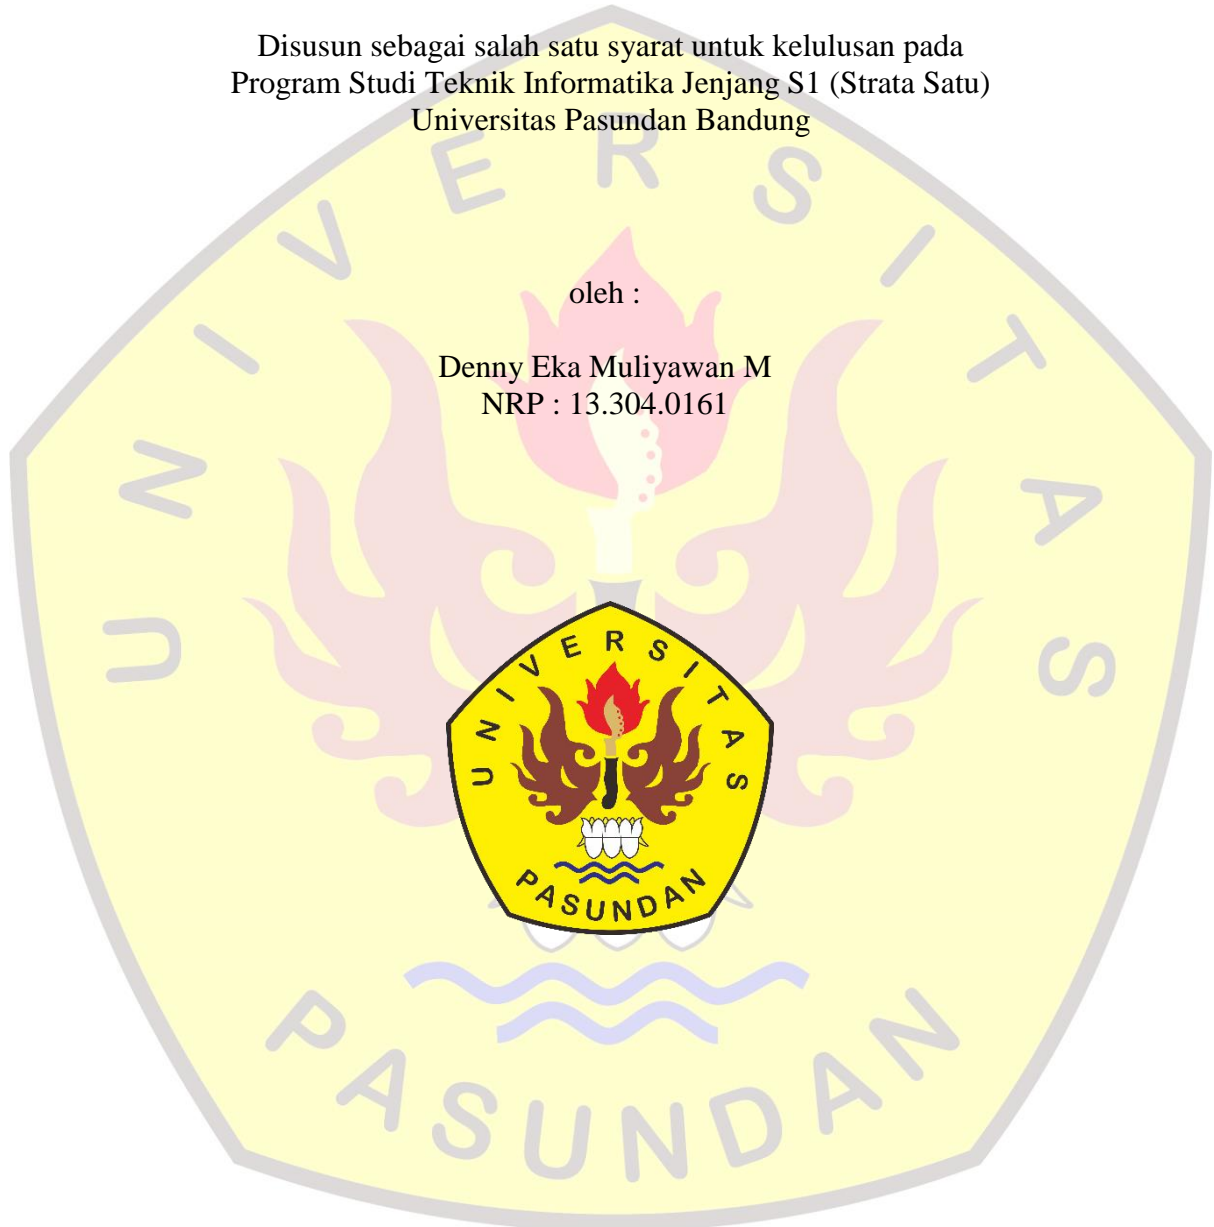 Disusun sebagai salah satu syarat untuk kelulusan pada
Program Studi Teknik Informatika Jenjang S1 (Strata Satu)
Universitas Pasundan Bandung
oleh :
Denny Eka Muliyawan M
NRP : 13.304.0161
UNIVERSITAS
PASUNDAN
UNIVERSITAS
PASUNDAN